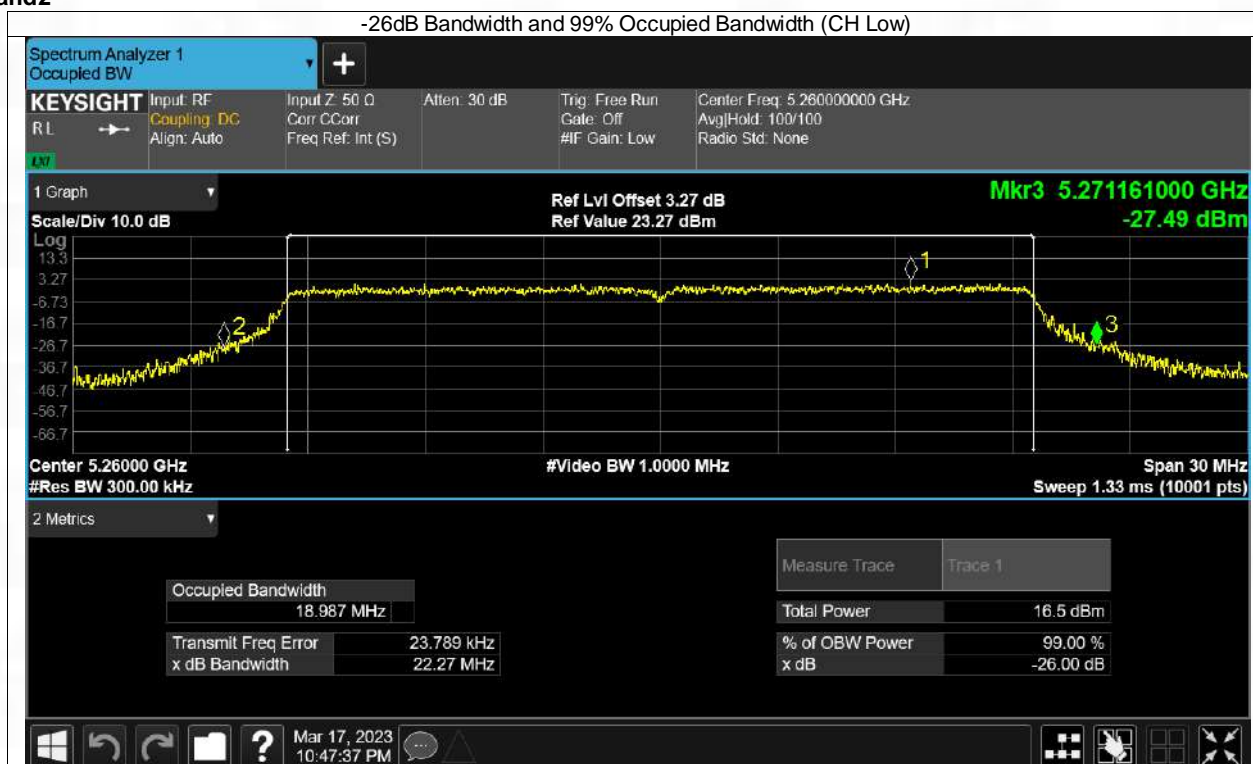 -26dB Bandwidth and 99% Occupied Bandwidth (CH Low)
Spectrum Analyzer 1
Occupied BW
+
KEYSIGHT Input: RF Input Z: 50 Ω Atten: 30 dB Trig: Free Run Center Freq: 5.260000000 GHz
RL Coupling: DC Corr CCorr Gate: Off Avg|Hold: 100/100
Align: Auto Freq Ref: Int (S) #IF Gain: Low Radio Std: None
LXI
1 Graph Ref Lvl Offset 3.27 dB Mkr3 5.271161000 GHz
Scale/Div 10.0 dB Ref Value 23.27 dBm -27.49 dBm
Log
13.3
3.27
-6.73
-16.7
-26.7
-36.7
-46.7
-56.7
-66.7
1
2
3
Center 5.26000 GHz #Video BW 1.0000 MHz Span 30 MHz
#Res BW 300.00 kHz Sweep 1.33 ms (10001 pts)
2 Metrics
Measure Trace Trace 1
Occupied Bandwidth
18.987 MHz Total Power 16.5 dBm
Transmit Freq Error 23.789 kHz % of OBW Power 99.00 %
x dB Bandwidth 22.27 MHz x dB -26.00 dB
? Mar 17, 2023
10:47:37 PM